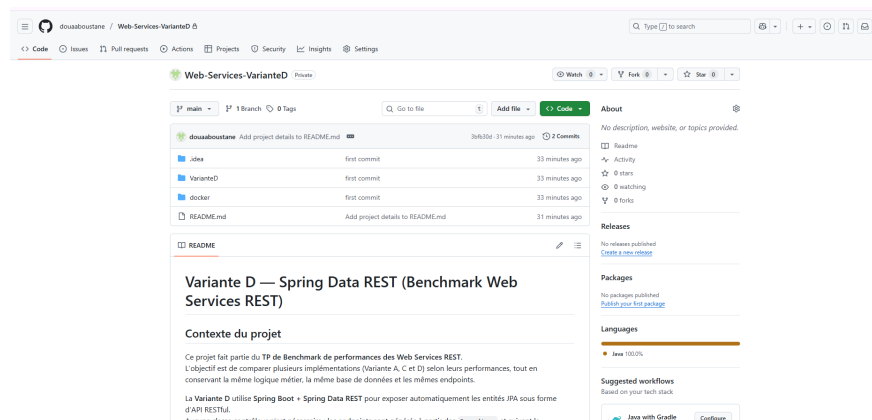 douaaboustane / Web-Services-VarianteD
Type / to search
Code Issues Pull requests Actions Projects Security Insights Settings
Web-Services-VarianteD Private
Watch 0 Fork 0 Star 0
main 1 Branch 0 Tags
Go to file t
Add file Code
douaaboustane Add project details to README.md
31 minutes ago 2 Commits
.idea first commit 33 minutes ago
VarianteD first commit 33 minutes ago
docker first commit 33 minutes ago
README.md Add project details to README.md 31 minutes ago
README
Variante D — Spring Data REST (Benchmark Web
Services REST)
Contexte du projet
Ce projet fait partie du TP de Benchmark de performances des Web Services REST.
L'objectif est de comparer plusieurs implémentations (Variante A, C et D) selon leurs performances, tout en
conservant la même logique métier, la même base de données et les mêmes endpoints.
La Variante D utilise Spring Boot + Spring Data REST pour exposer automatiquement les entités JPA sous forme
d'API RESTful.
About
No description, website, or topics provided.
Readme
Activity
0 stars
0 watching
0 forks
Releases
No releases published
Create a new release
Packages
No packages published
Publish your first package
Languages
Java 100.0%
Suggested workflows
Based on your tech stack
Java with Gradle Configure